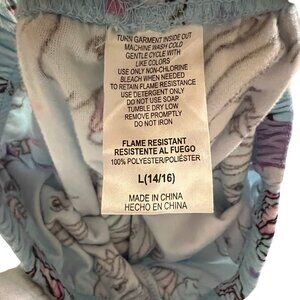 TURN GARMENT INSIDE OUT
MACHINE WASH COLD
GENTLE CYCLE WITH
LIKE COLORS
USE ONLY NON-CHLORINE
BLEACH WHEN NEEDED
TO RETAIN FLAME RESISTANCE
USE DETERGENT ONLY
DO NOT USE SOAP
TUMBLE DRY LOW
REMOVE PROMPTLY
DO NOT IRON
FLAME RESISTANT
RESISTENTE AL FUEGO
100% POLYESTER/POLIÉSTER
L(14/16)
MADE IN CHINA
HECHO EN CHINA